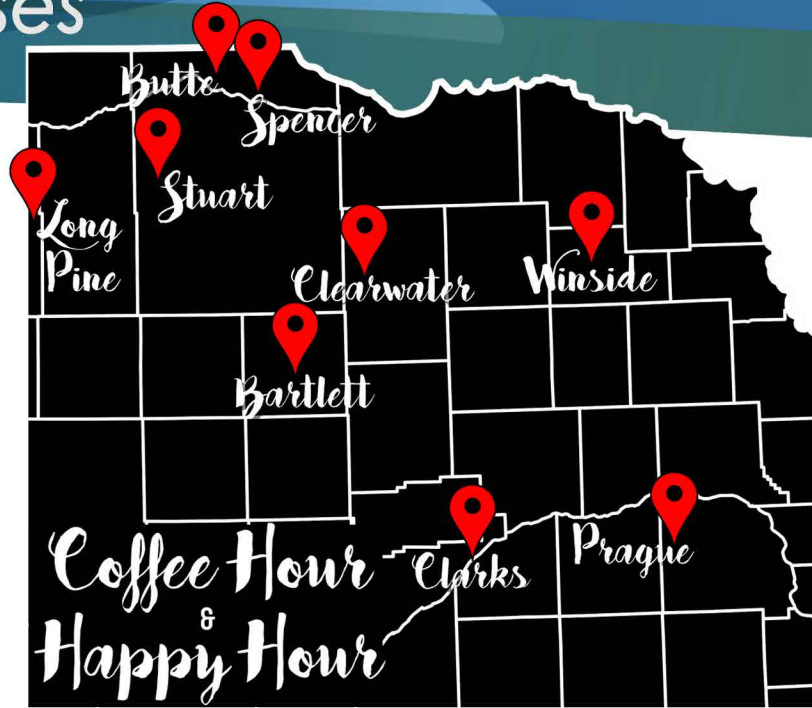 ses
Butte
Spencer
Stuart
Long
Pine
Clearwater
Winside
Bartlett
Coffee Hour
&
Happy Hour
Clarks
Prague